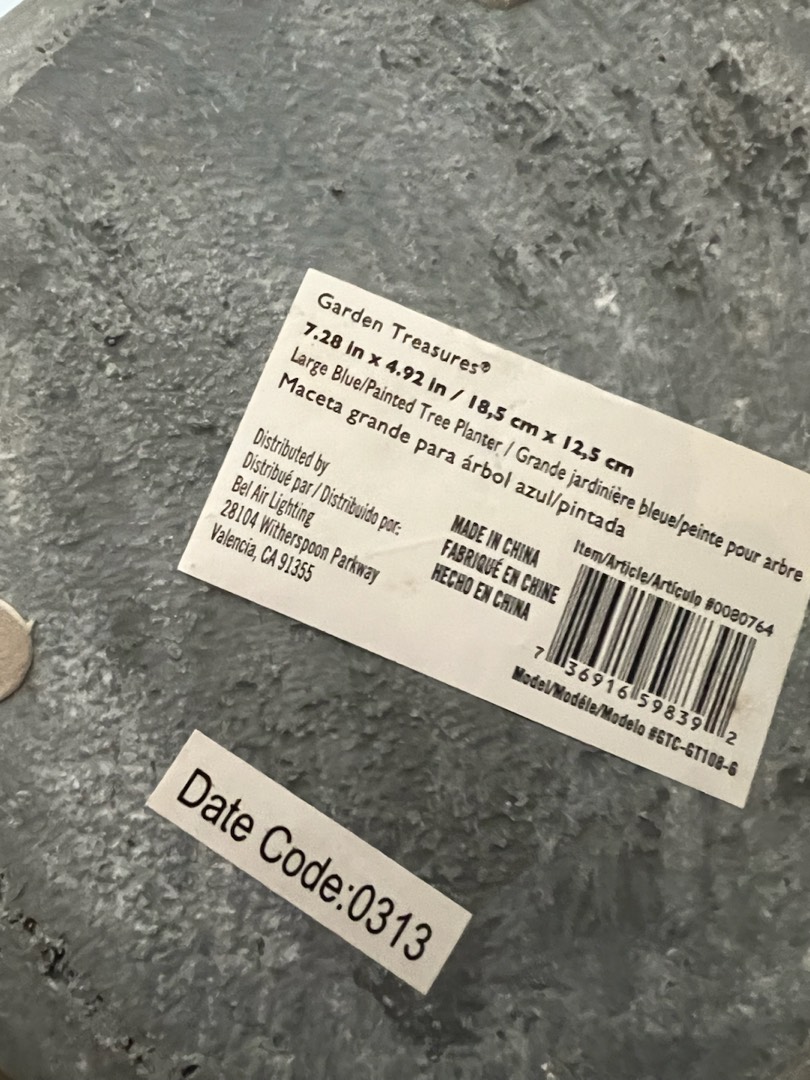 Garden Treasures®
7.28 in x 4.92 in / 18,5 cm x 12,5 cm
Large Blue/Painted Tree Planter / Grande jardinière bleue/peinte pour arbre
Maceta grande para árbol azul/pintada
Distributed by
Distribué par / Distribuido por:
Bel Air Lighting
28104 Witherspoon Parkway
Valencia, CA 91355
MADE IN CHINA
FABRIQUÉ EN CHINE
HECHO EN CHINA
Item/Article/Artículo #0080764
7 36916 59839 2
Model/Modèle/Modelo #GTC-GT108-G
Date Code:0313